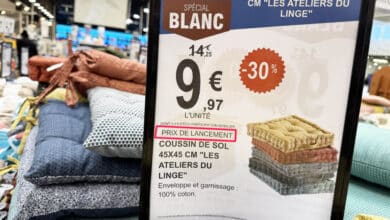 SPÉCIAL
BLANC
CM "LES ATELIERS DU
LINGE"
14€
,25
9€
,97
-30%
L'UNITÉ
PRIX DE LANCEMENT
COUSSIN DE SOL
45X45 CM "LES
ATELIERS DU
LINGE"
Enveloppe et garnissage :
100% coton.